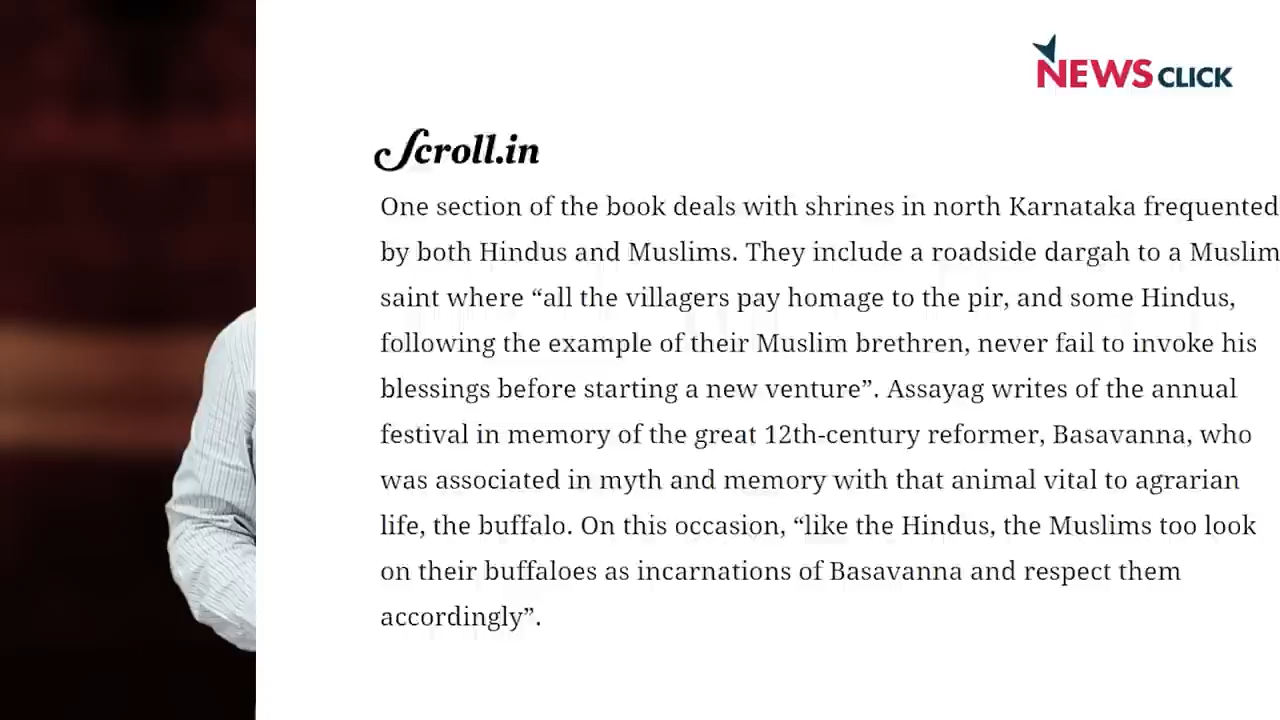 NEWS CLICK
Scroll.in
One section of the book deals with shrines in north Karnataka frequented
by both Hindus and Muslims. They include a roadside dargah to a Muslim
saint where “all the villagers pay homage to the pir, and some Hindus,
following the example of their Muslim brethren, never fail to invoke his
blessings before starting a new venture”. Assayag writes of the annual
festival in memory of the great 12th-century reformer, Basavanna, who
was associated in myth and memory with that animal vital to agrarian
life, the buffalo. On this occasion, “like the Hindus, the Muslims too look
on their buffaloes as incarnations of Basavanna and respect them
accordingly”.